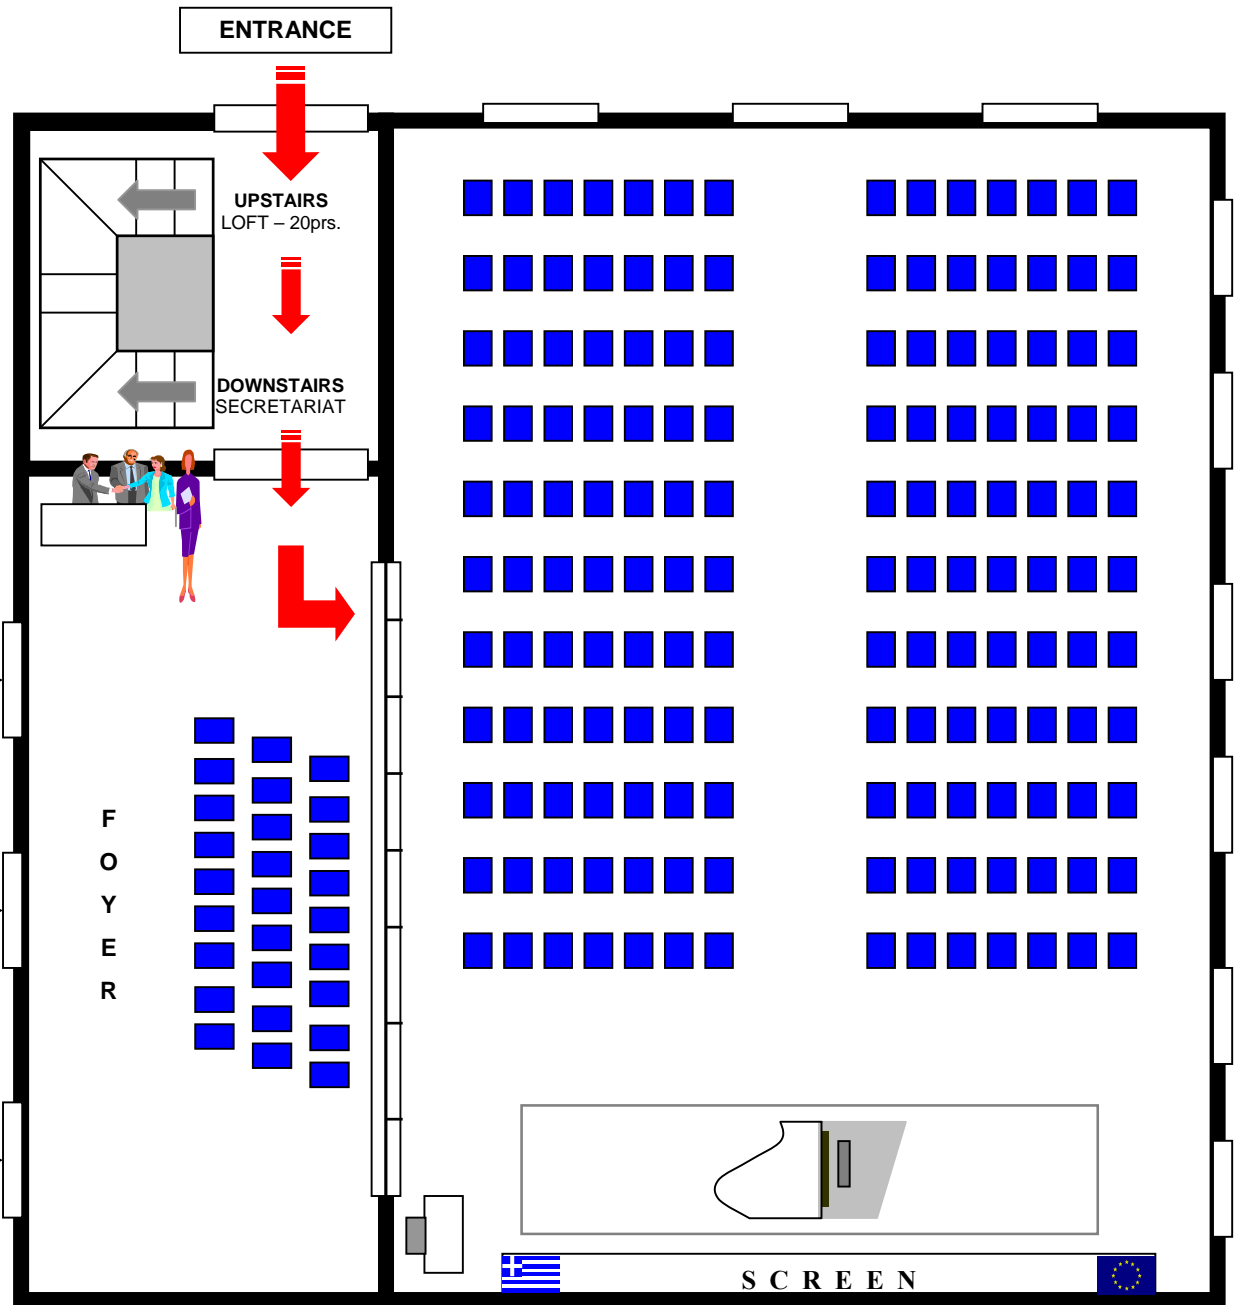 ENTRANCE
UPSTAIRS
LOFT – 20prs.
DOWNSTAIRS
SECRETARIAT
F
O
Y
E
R
S C R E E N